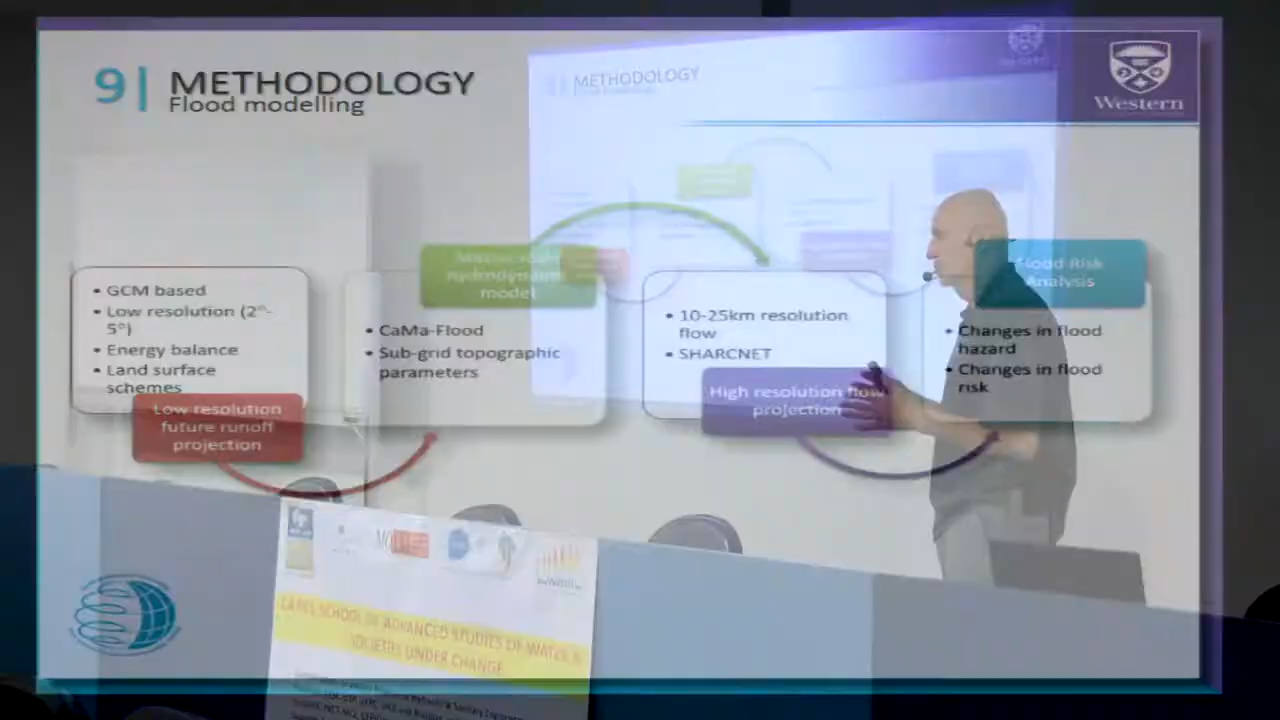 9| METHODOLOGY
Flood modelling
Western
METHODOLOGY
• GCM based
• Low resolution (2°-
5°)
• Energy balance
• Land surface
schemes
Low resolution
future runoff
projection
hydrodynamic
model
• CaMa-Flood
• Sub-grid topographic
parameters
• 10-25km resolution
flow
• SHARCNET
High resolution flow
projection
Flood Risk
Analysis
• Changes in flood
hazard
• Changes in flood
risk
SCHOOL OF ADVANCED STUDIES OF WATER &
SOCIETIES UNDER CHANGE